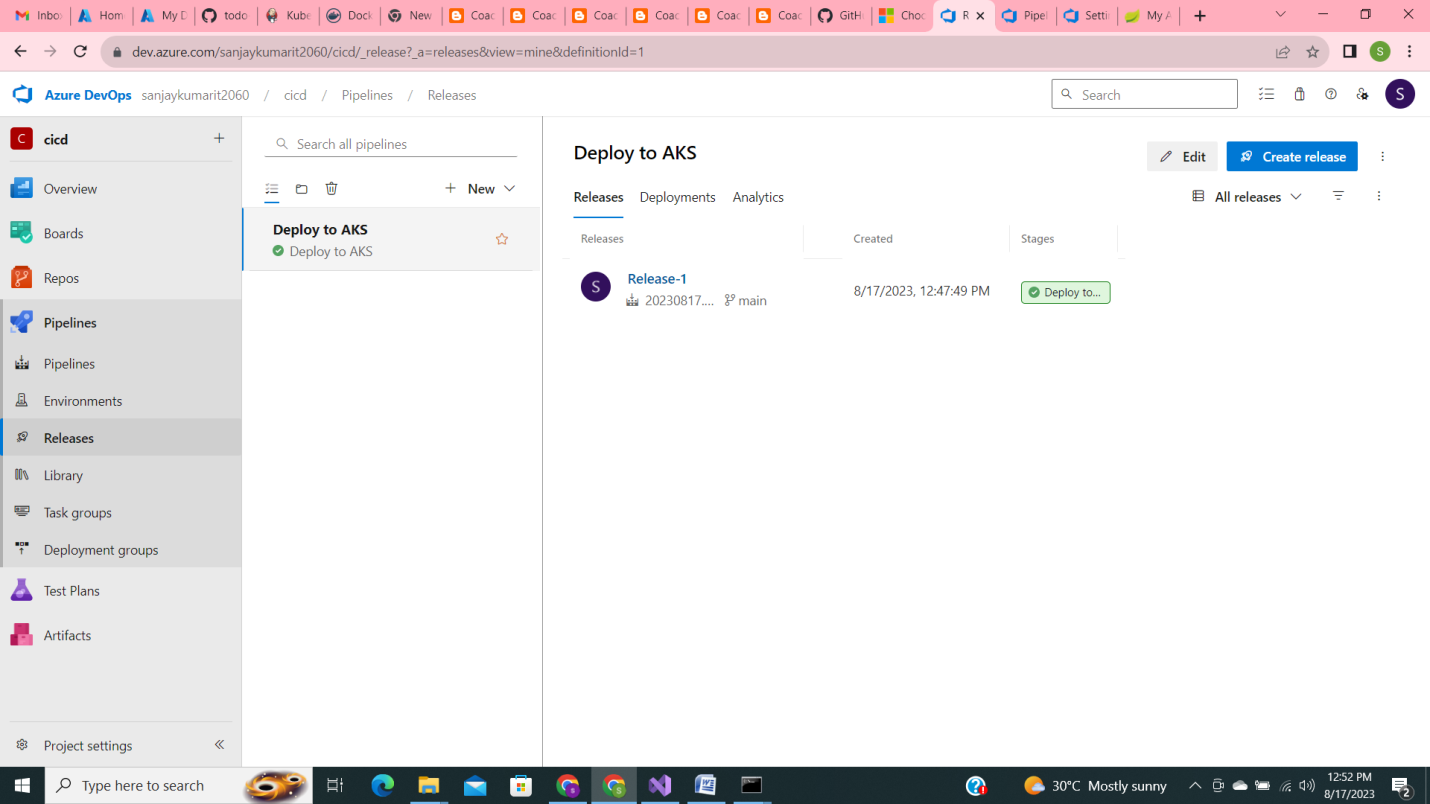 Inbo
Hom
My D
todo
Kube
Dock
New
Coac
Coac
Coac
Coac
Coac
Coac
GitH
Choc
R
Pipel
Setti
My A
dev.azure.com/sanjaykumarit2060/cicd/_release?_a=releases&view=mine&definitionId=1
S
Azure DevOps sanjaykumarit2060 / cicd / Pipelines / Releases
Search
S
C cicd
Overview
Boards
Repos
Pipelines
Pipelines
Environments
Releases
Library
Task groups
Deployment groups
Test Plans
Artifacts
Project settings
Search all pipelines
New
Deploy to AKS
Deploy to AKS
Deploy to AKS
Edit
Create release
Releases Deployments Analytics
All releases
Releases Created Stages
S
Release-1
20230817.... main
8/17/2023, 12:47:49 PM
Deploy to...
Type here to search
30°C Mostly sunny
12:52 PM
8/17/2023
2